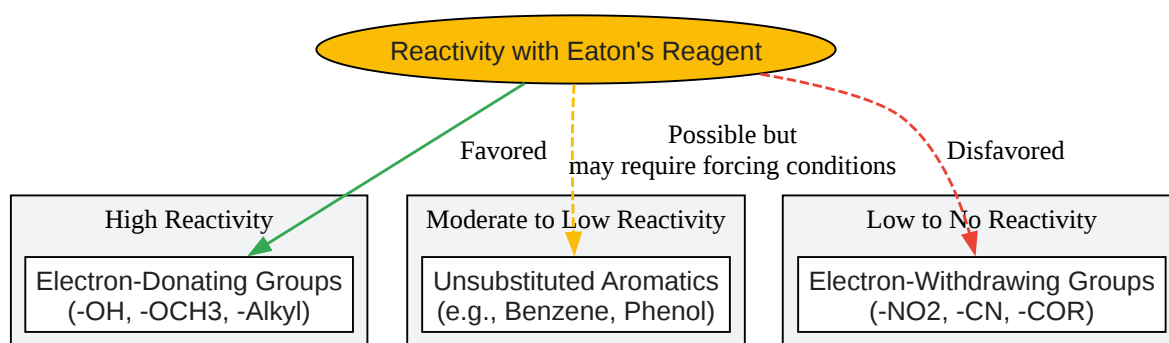 Reactivity with Eaton's Reagent
Favored
Possible but
may require forcing conditions
Disfavored
High Reactivity
Electron-Donating Groups
(-OH, -OCH3, -Alkyl)
Moderate to Low Reactivity
Unsubstituted Aromatics
(e.g., Benzene, Phenol)
Low to No Reactivity
Electron-Withdrawing Groups
(-NO2, -CN, -COR)